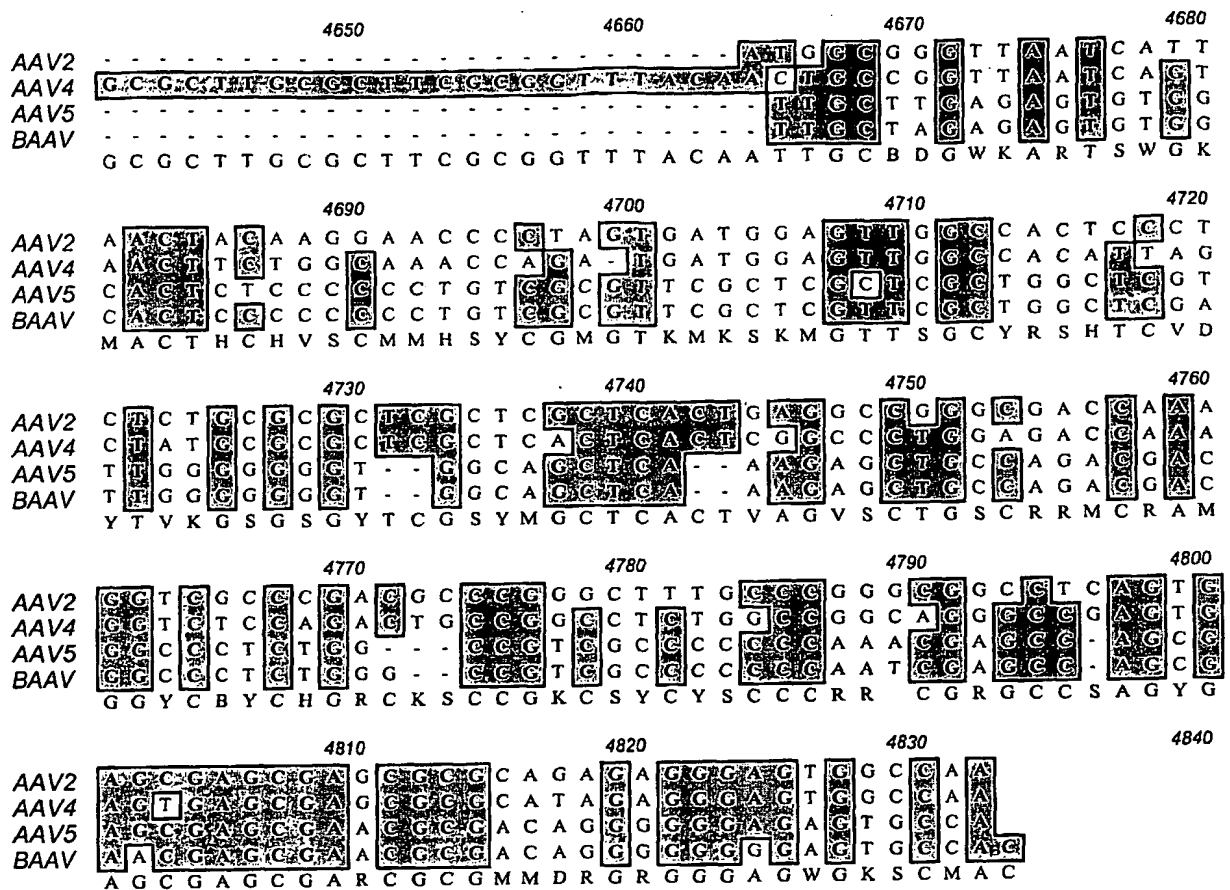 4650 4660 4670 4680
AAV2 - - - - - - - - - - - - - - - - - - - - - - - A T G G C G G G T T A A T C A T T
AAV4 G C G C T T G C G C T T C G C G G T T T A C A A C T G C C G G T T A A T C A G T
AAV5 - - - - - - - - - - - - - - - - - - - - - - - - T T G C T T G A G A G T G T G G
BAAV - - - - - - - - - - - - - - - - - - - - - - - - T T G C T A G A G A G T G T G G
G C G C T T G C G C T T C G C G G T T T A C A A T T G C B D G W K A R T S W G K
4690 4700 4710 4720
AAV2 A A C T A C A A G G A A C C C C T A G T G A T G G A G T T G G C C A C T C C C T
AAV4 A A C T T C T G G C A A A C C A G A - T G A T G G A G T T G G C C A C A T T A G
AAV5 C A C T C T C C C C C C T G T C G C G T T C G C T C G C T C G C T G G C T C G T
BAAV C A C T C G C C C C C C T G T C G C G T T C G C T C G T T C G C T G G C T C G A
M A C T H C H V S C M M H S Y C G M G T K M K S K M G T T S G C Y R S H T C V D
4730 4740 4750 4760
AAV2 C T C T G C G C G C T C G C T C G C T C A C T G A G G C C G G G C G A C C A A A
AAV4 C T A T G C G C G C T C G C T C A C T C A C T C G G C C C T G G A G A C C A A A
AAV5 T T G G G G G G G T - - G G C A G C T C A - - A A G A G C T G C C A G A C G A C
BAAV T T G G G G G G G T - - G G C A G C T C A - - A A G A G C T G C G A G A C G A C
Y T V K G S G S G Y T C G S Y M G C T C A C T V A G V S C T G S C R R M C R A M
4770 4780 4790 4800
AAV2 G G T C G C C C G A C G C C C G G G C T T T G C C C G G G C G G C C T C A G T G
AAV4 G G T C T C C A G A C T G C C G G C C T C T G G C C G G C A G G G C C G A G T G
AAV5 G G C C C T C T G G - - - C C G T C G C C C C C C C A A A C G A G C C - A G C G
BAAV G G C C C T C T G G G - - C C G T G G C C C C C C C A A T C G A G C C - A G C G
G G Y C B Y C H G R C K S C C G K C S Y C Y S C C C R R C G R G C C S A G Y G
4810 4820 4830 4840
AAV2 A G C G A G C G A G C G C G C A G A G A G G G A G T G G C C A A
AAV4 A G T G A G C G A G C G C G C A T A G A G G G A G T G G C C A A
AAV5 A G C G A G C G A A C G C G A C A G G G G G G A G A G T G C C A
BAAV A A C G A G C G A A C G C G A C A G G G G G G G G A G T G C C A G
A G C G A G C G A R C G C G M M D R G R G G G A G W G K S C M A C